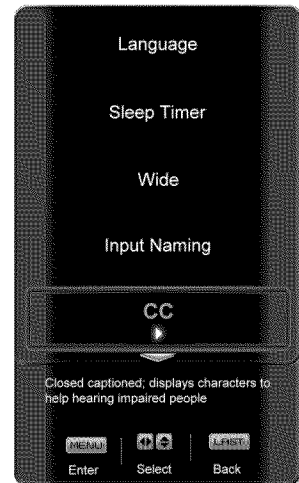 Language
Sleep Timer
Wide
Input Naming
CC
Closed captioned; displays characters to
help hearing impaired people
MENU LAST
Enter Select Back